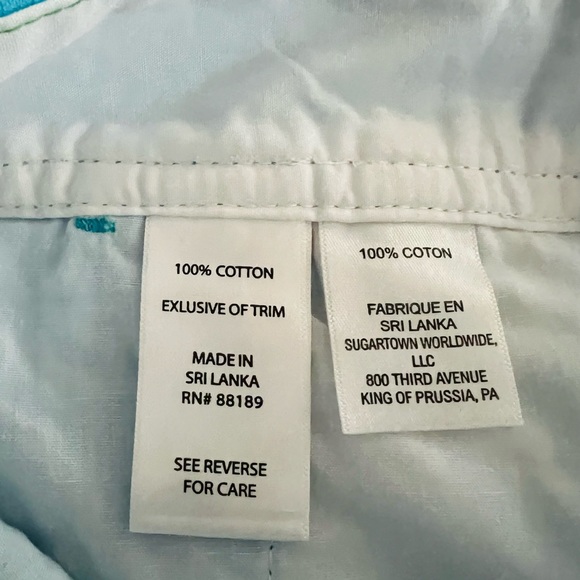 100% COTTON
EXLUSIVE OF TRIM
MADE IN
SRI LANKA
RN# 88189
SEE REVERSE
FOR CARE
100% COTON
FABRIQUE EN
SRI LANKA
SUGARTOWN WORLDWIDE,
LLC
800 THIRD AVENUE
KING OF PRUSSIA, PA